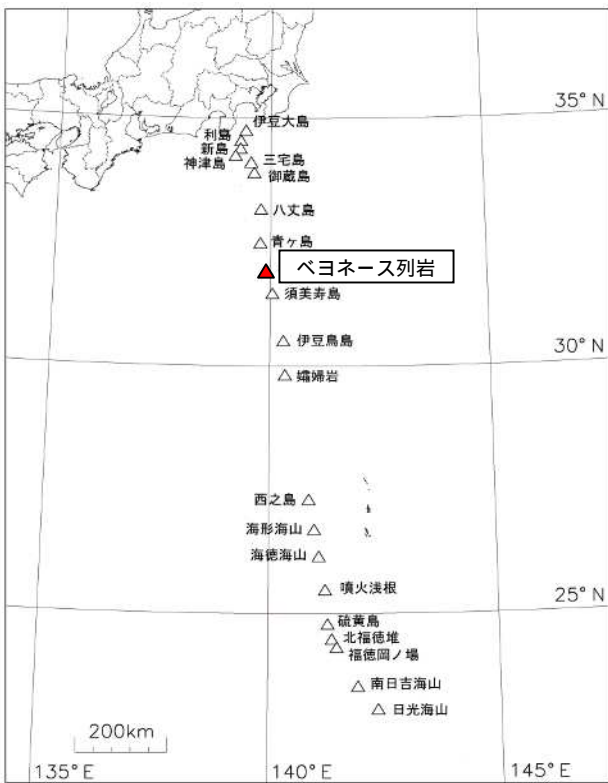 35°N
伊豆大島
利島
新島
神津島
三宅島
御蔵島
八丈島
青ヶ島
ベヨネース列岩
須美寿島
伊豆鳥島
30°N
孀婦岩
西之島
海形海山
海徳海山
噴火浅根
25°N
硫黄島
北福徳堆
福徳岡ノ場
南日吉海山
日光海山
200km
135°E
140°E
145°E